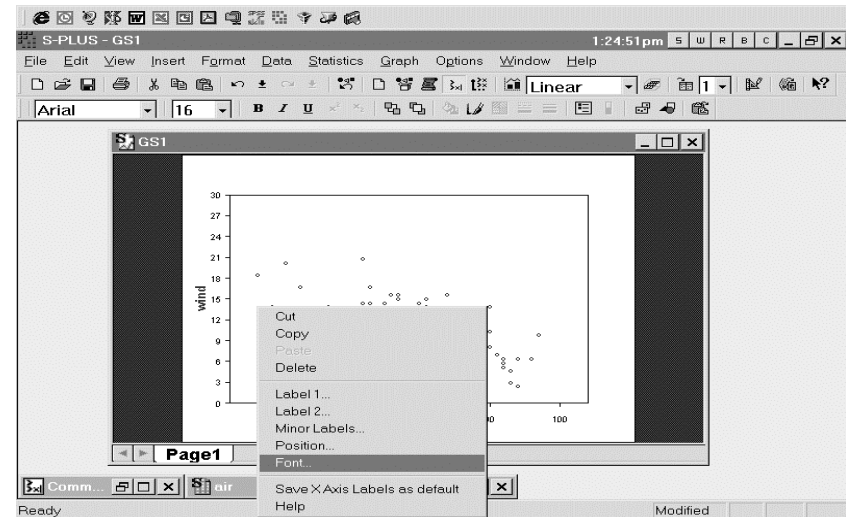 S-PLUS - GS1
1:24:51pm S W R B C
File Edit View Insert Format Data Statistics Graph Options Window Help
Linear 1
Arial 16 B I U
GS1
30
27
24
21
18
15
12
9
6
3
0
wind
100
Cut
Copy
Paste
Delete
Label 1...
Label 2...
Minor Labels...
Position...
Font...
Save X Axis Labels as default
Help
Page1
Comm... air
Ready Modified